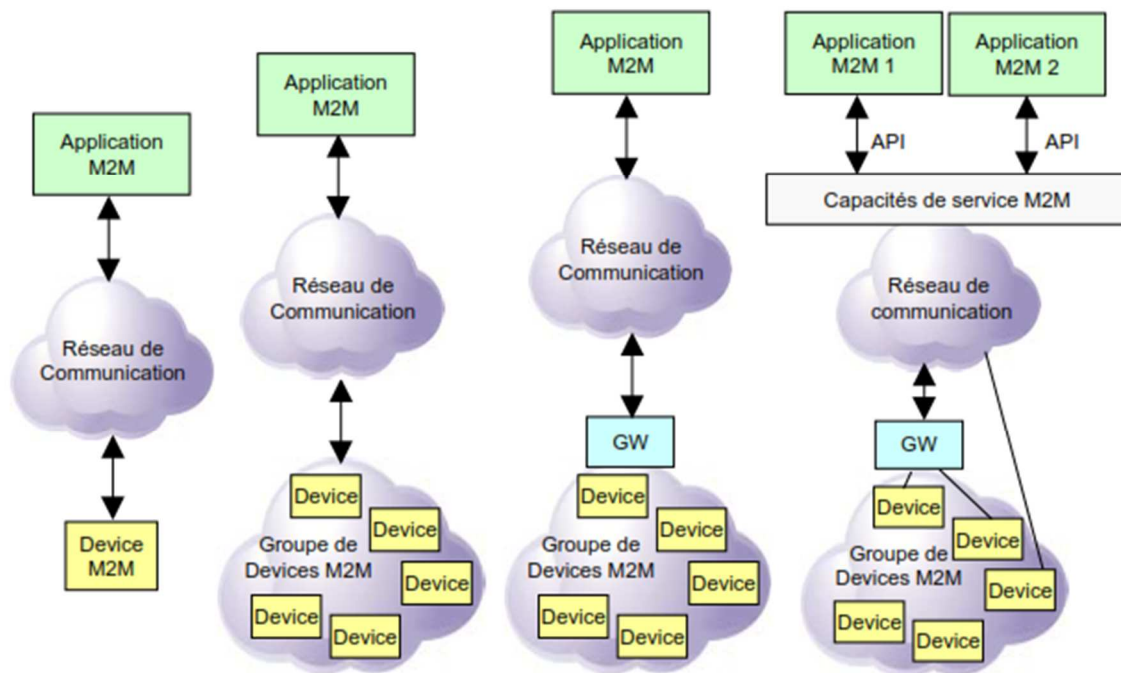 Application
M2M
Réseau de
Communication
Device
M2M
Application
M2M
Réseau de
Communication
Device
Device
Groupe de
Devices M2M
Device
Device
Device
Application
M2M
Réseau de
Communication
GW
Device
Device
Groupe de
Devices M2M
Device
Device
Device
Application
M2M 1
Application
M2M 2
API
API
Capacités de service M2M
Réseau de
communication
GW
Device
Device
Groupe de
Devices M2M
Device
Device
Device